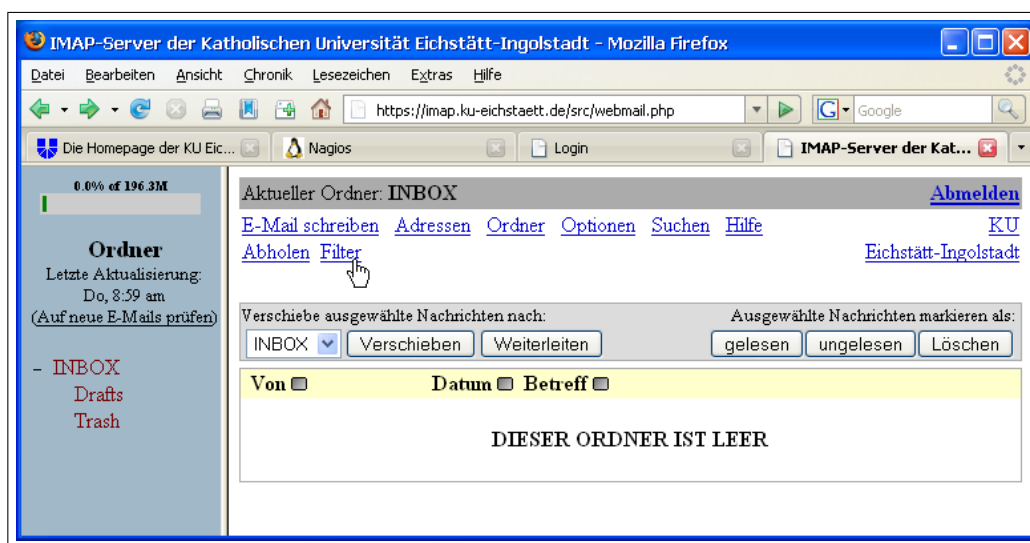 IMAP-Server der Katholischen Universität Eichstätt-Ingolstadt - Mozilla Firefox
Datei Bearbeiten Ansicht Chronik Lesezeichen Extras Hilfe
https://imap.ku-eichstaett.de/src/webmail.php
G Google
Die Homepage der KU Eic... Nagios Login IMAP-Server der Kat...
0.0% of 196.3M
Ordner
Letzte Aktualisierung:
Do, 8:59 am
(Auf neue E-Mails prüfen)
– INBOX
Drafts
Trash
Aktueller Ordner: INBOX Abmelden
E-Mail schreiben Adressen Ordner Optionen Suchen Hilfe KU
Abholen Filter Eichstätt-Ingolstadt
Verschiebe ausgewählte Nachrichten nach: Ausgewählte Nachrichten markieren als:
INBOX Verschieben Weiterleiten gelesen ungelesen Löschen
Von Datum Betreff
DIESER ORDNER IST LEER